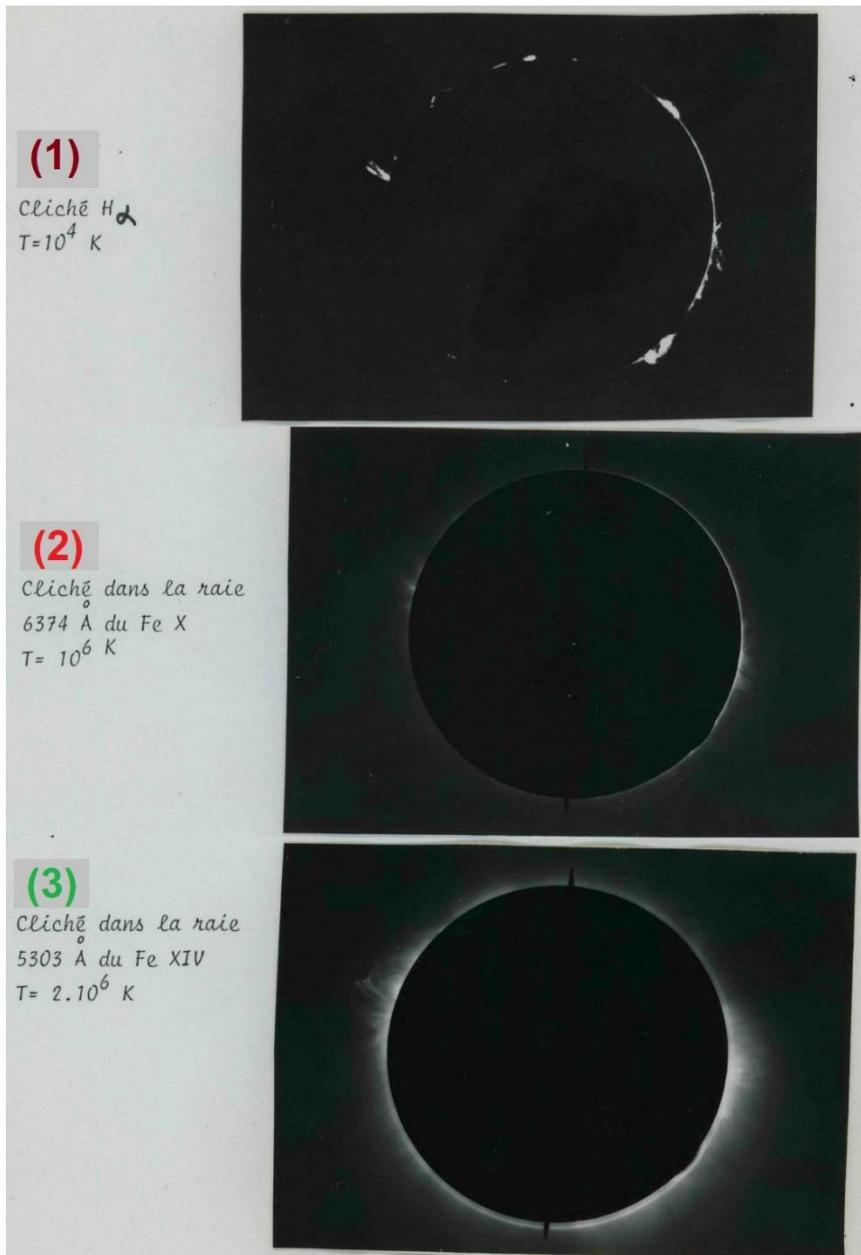 (1)
Cliché Hα
T=10⁴ K
(2)
Cliché dans la raie
6374 Å du Fe X
T= 10⁶ K
(3)
Cliché dans la raie
5303 Å du Fe XIV
T= 2.10⁶ K